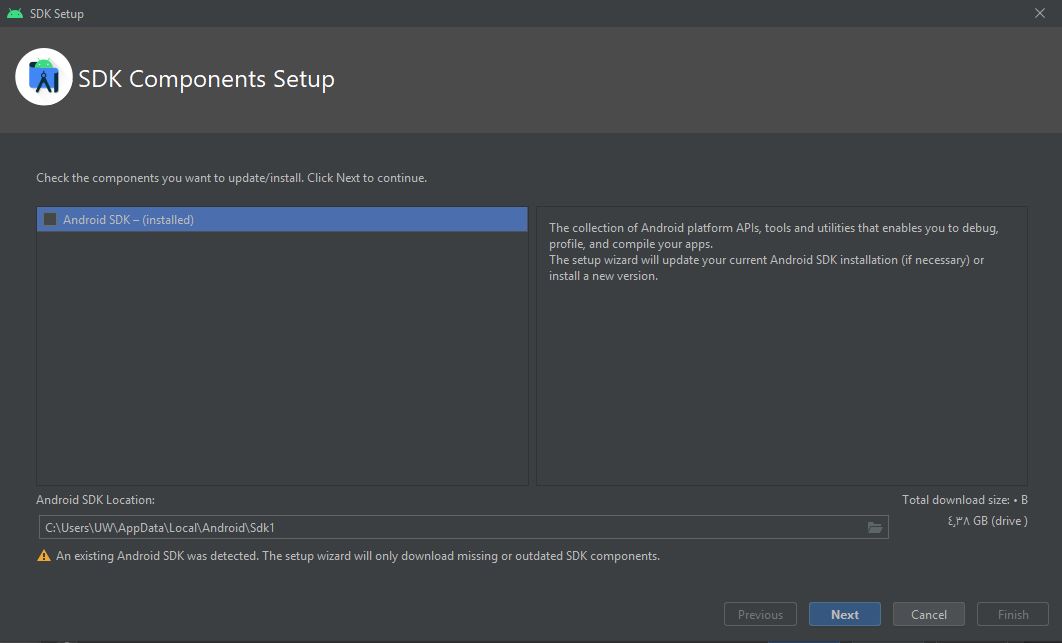 SDK Setup
SDK Components Setup
Check the components you want to update/install. Click Next to continue.
Android SDK – (installed)
The collection of Android platform APIs, tools and utilities that enables you to debug,
profile, and compile your apps.
The setup wizard will update your current Android SDK installation (if necessary) or
install a new version.
Android SDK Location:
Total download size: ٠ B
C:\Users\UW\AppData\Local\Android\Sdk1
٤,٣٨ GB (drive )
An existing Android SDK was detected. The setup wizard will only download missing or outdated SDK components.
Previous
Next
Cancel
Finish